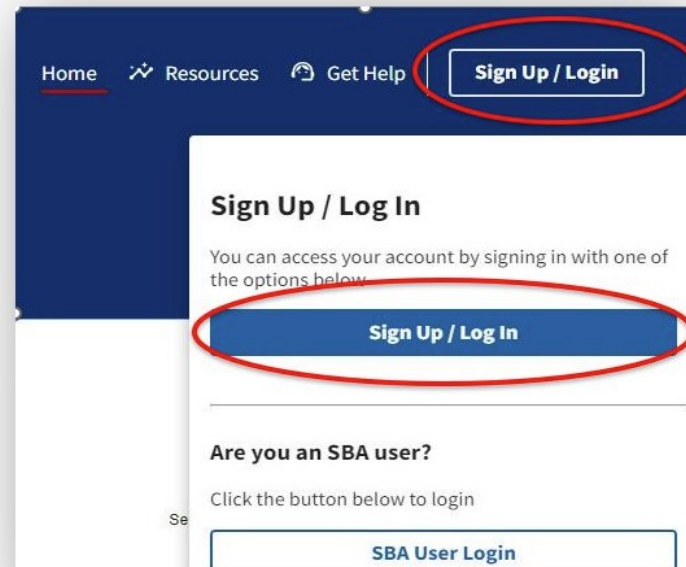 Home Resources Get Help Sign Up / Login
Sign Up / Log In
You can access your account by signing in with one of
the options below
Sign Up / Log In
Are you an SBA user?
Click the button below to login
Se
SBA User Login